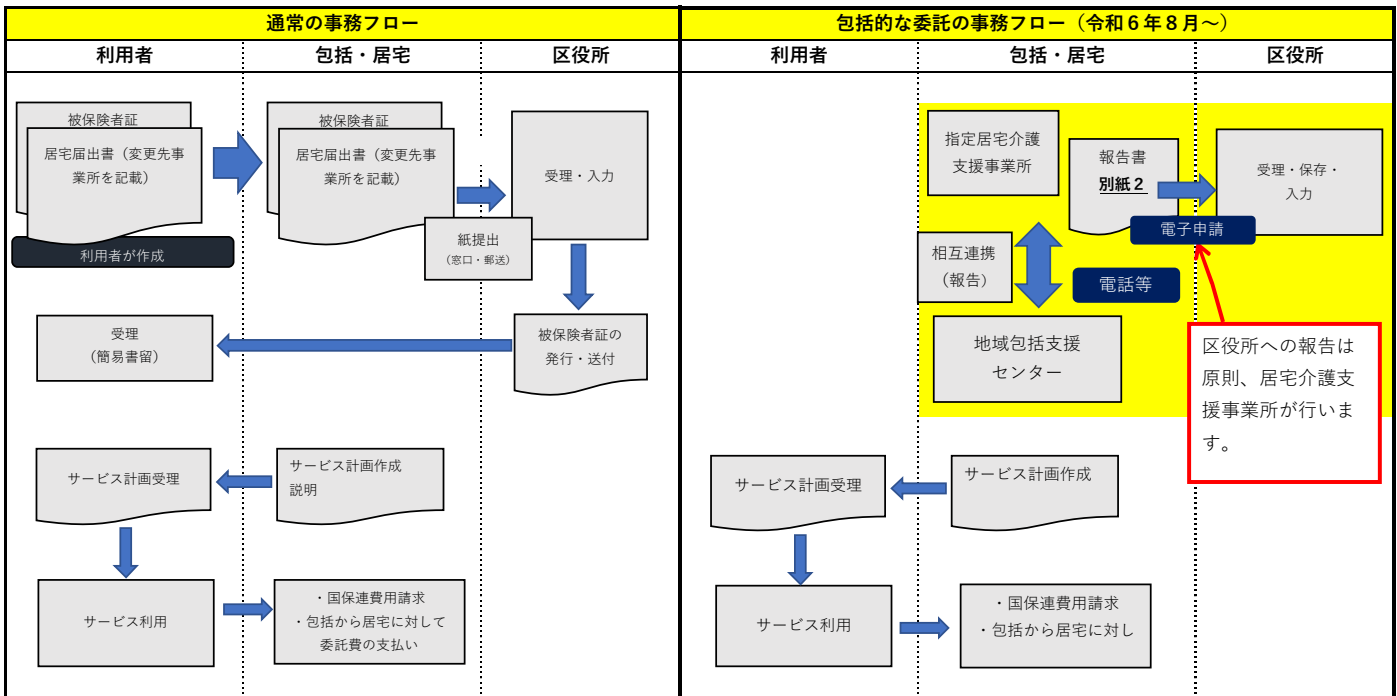 通常の事務フロー
利用者
包括・居宅
区役所
被保険者証
居宅届出書（変更先事
業所を記載）
利用者が作成
被保険者証
居宅届出書（変更先事
業所を記載）
紙提出
（窓口・郵送）
受理・入力
被保険者証の
発行・送付
受理
（簡易書留）
サービス計画作成
説明
サービス計画受理
サービス利用
・国保連費用請求
・包括から居宅に対して
委託費の支払い
包括的な委託の事務フロー（令和６年８月～）
利用者
包括・居宅
区役所
指定居宅介護
支援事業所
報告書
別紙２
電子申請
受理・保存・
入力
相互連携
（報告）
電話等
地域包括支援
センター
区役所への報告は
原則、居宅介護支
援事業所が行いま
す。
サービス計画作成
サービス計画受理
サービス利用
・国保連費用請求
・包括から居宅に対し